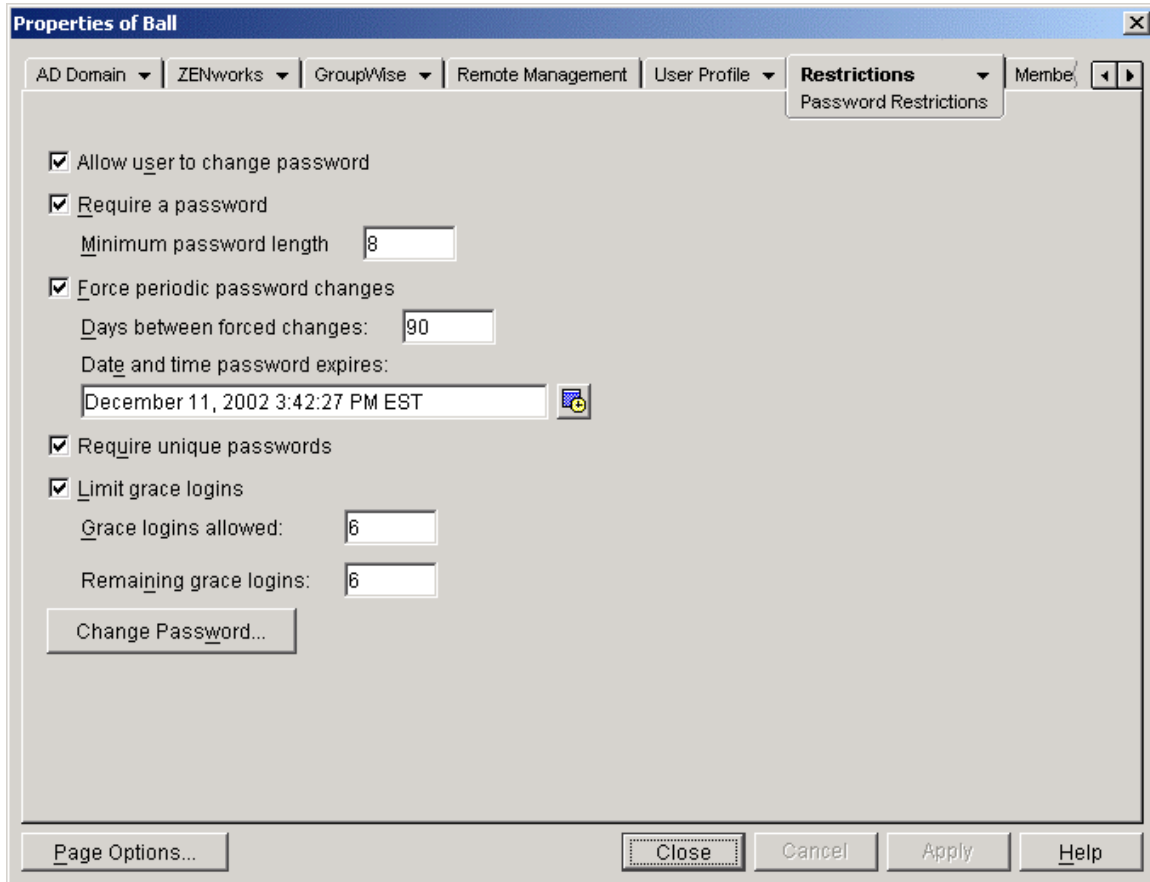 Properties of Ball
AD Domain ZENworks GroupWise Remote Management User Profile Restrictions Membe
Password Restrictions
Allow user to change password
Require a password
Minimum password length 8
Force periodic password changes
Days between forced changes: 90
Date and time password expires:
December 11, 2002 3:42:27 PM EST
Require unique passwords
Limit grace logins
Grace logins allowed: 6
Remaining grace logins: 6
Change Password...
Page Options... Close Cancel Apply Help